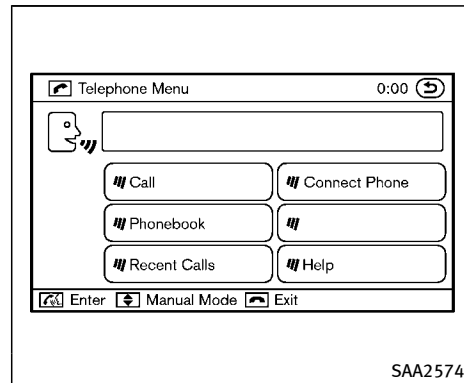 Telephone Menu 0:00
Call
Connect Phone
Phonebook
Recent Calls
Help
Enter Manual Mode Exit
SAA2574